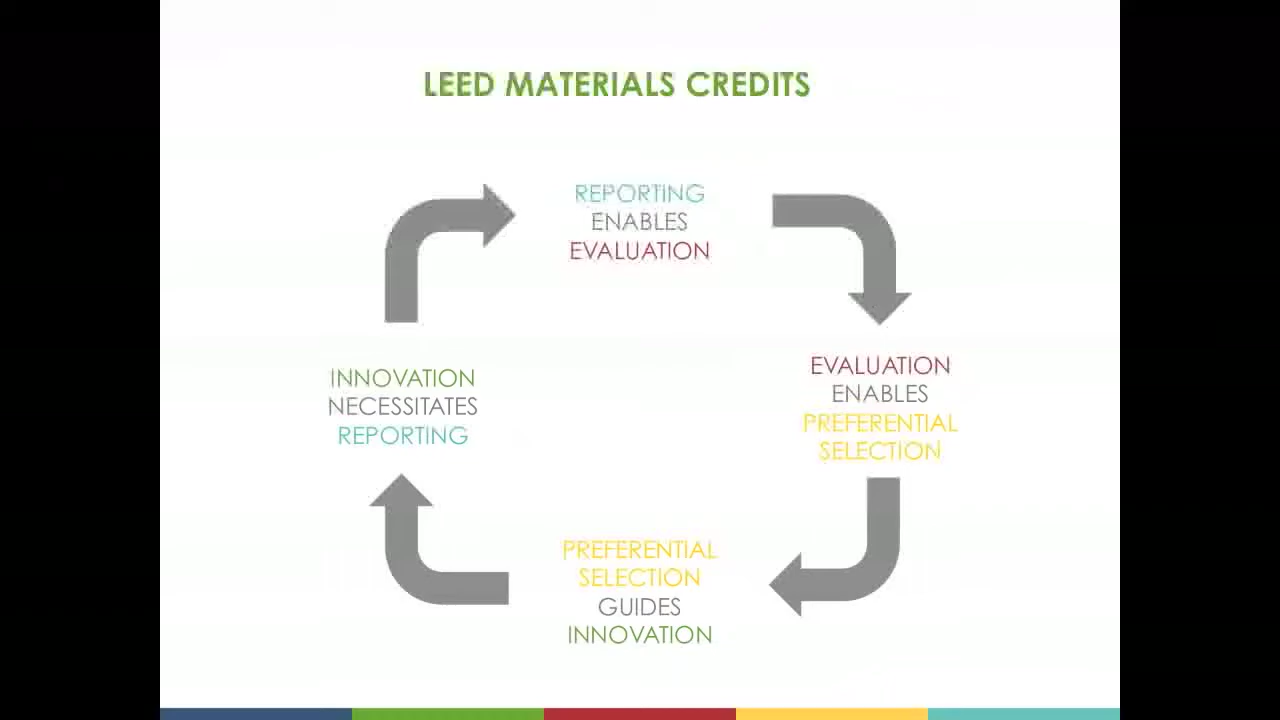 LEED MATERIALS CREDITS
REPORTING
ENABLES
EVALUATION
EVALUATION
ENABLES
PREFERENTIAL
SELECTION
PREFERENTIAL
SELECTION
GUIDES
INNOVATION
INNOVATION
NECESSITATES
REPORTING